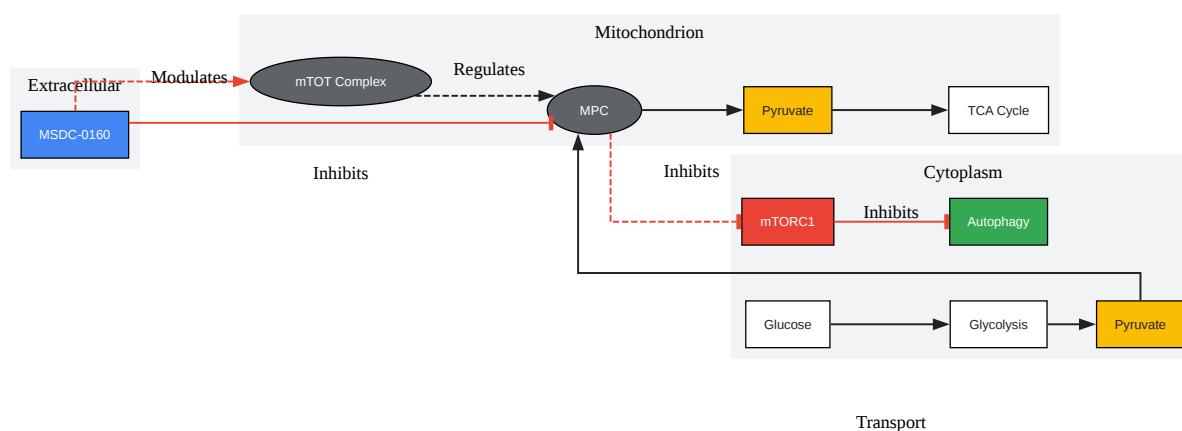 Mitochondrion
Extracellular
Modulates
mTOT Complex
Regulates
MSDC-0160
MPC
Pyruvate
TCA Cycle
Inhibits
Inhibits
Cytoplasm
mTORC1
Inhibits
Autophagy
Glucose
Glycolysis
Pyruvate
Transport